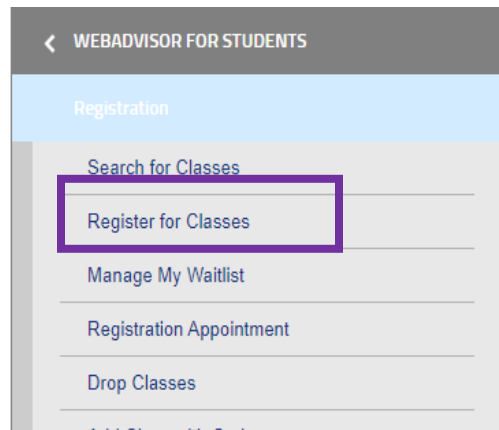 WEBADVISOR FOR STUDENTS
Registration
Search for Classes
Register for Classes
Manage My Waitlist
Registration Appointment
Drop Classes